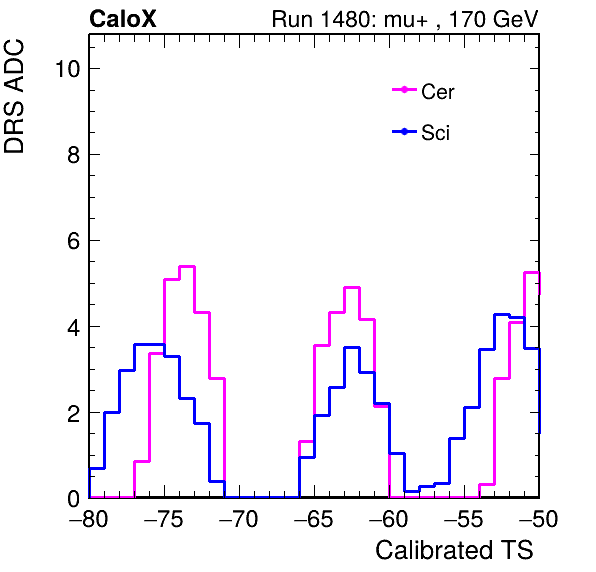 CaloX Run 1480: mu+ , 170 GeV
DRS ADC
10
8
6
4
2
0
Cer
Sci
−80 −75 −70 −65 −60 −55 −50
Calibrated TS